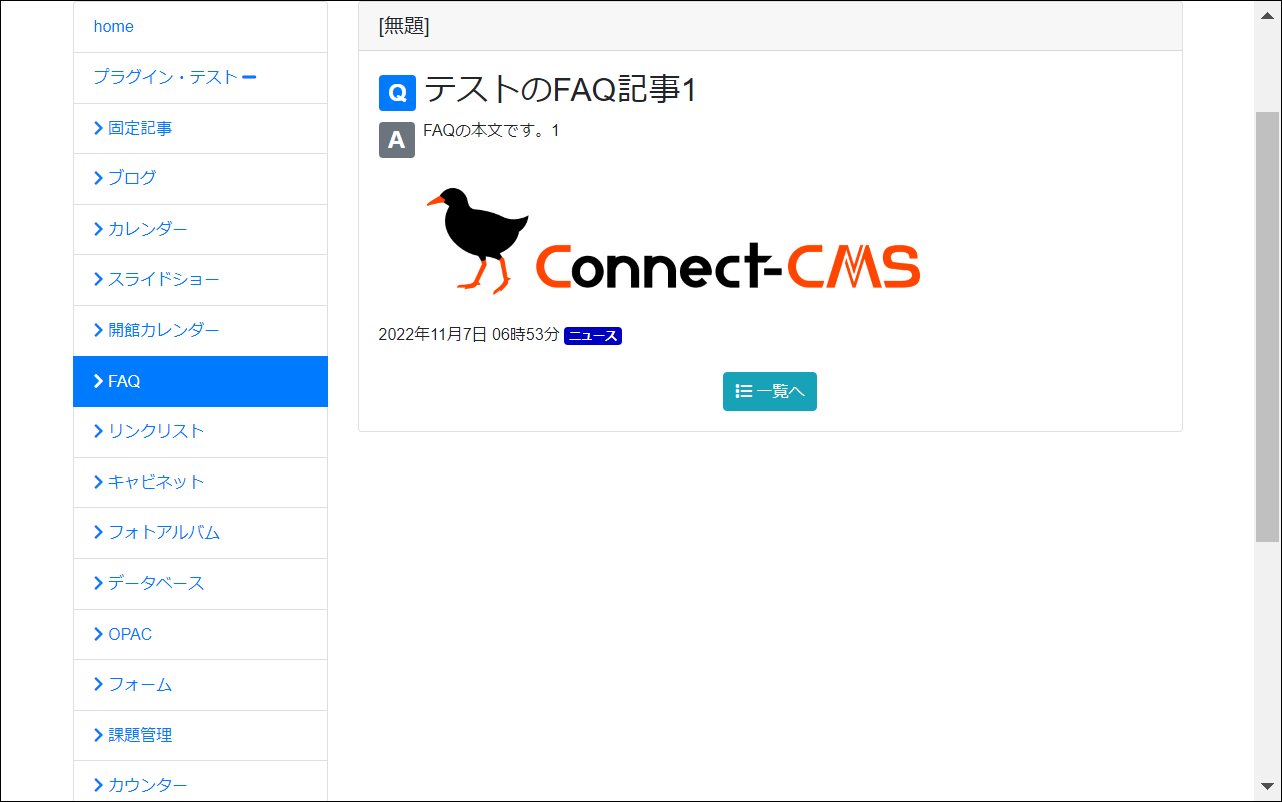 home
プラグイン・テスト
固定記事
ブログ
カレンダー
スライドショー
開館カレンダー
FAQ
リンクリスト
キャビネット
フォトアルバム
データベース
OPAC
フォーム
課題管理
カウンター
[無題]
Q テストのFAQ記事1
A FAQの本文です。1
Connect-CMS
2022年11月7日 06時53分 ニュース
一覧へ